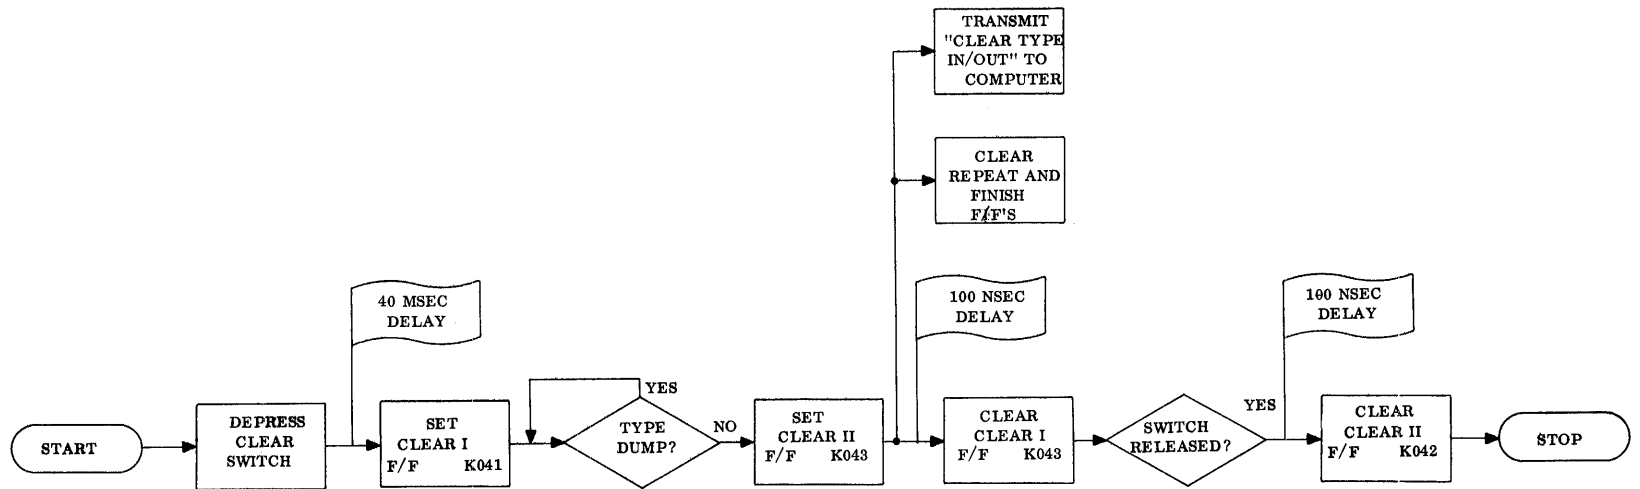 TRANSMIT
"CLEAR TYPE
IN/OUT" TO
COMPUTER
CLEAR
REPEAT AND
FINISH
F/F'S
40 MSEC
DELAY
100 NSEC
DELAY
100 NSEC
DELAY
START
DEPRESS
CLEAR
SWITCH
SET
CLEAR I
F/F K041
YES
TYPE
DUMP?
NO
SET
CLEAR II
F/F K043
CLEAR
CLEAR I
F/F K043
SWITCH
RELEASED?
YES
CLEAR
CLEAR II
F/F K042
STOP